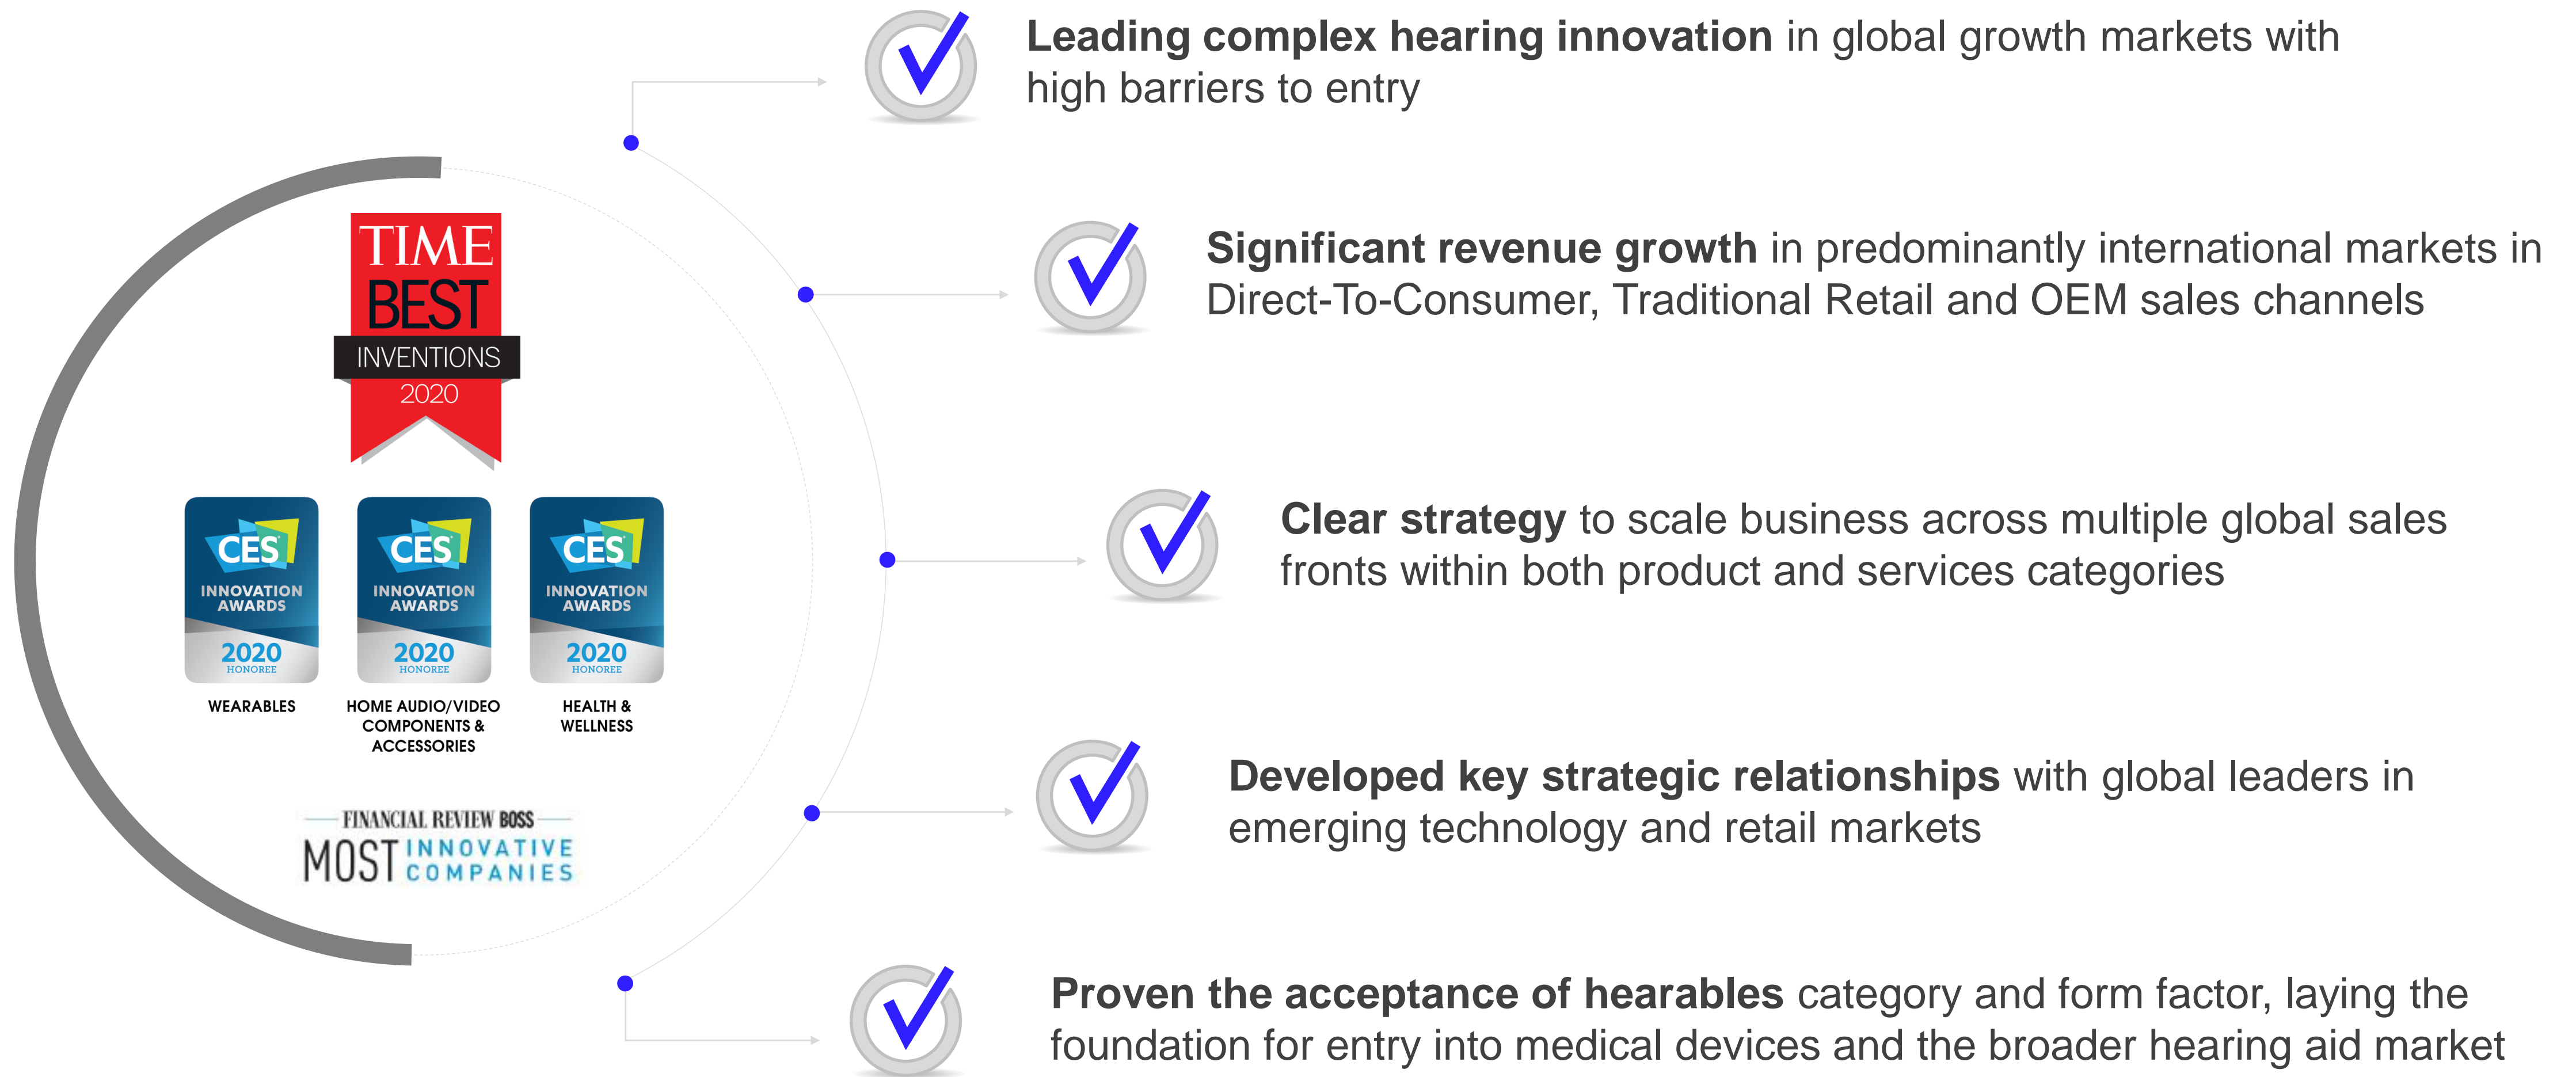 Leading complex hearing innovation in global growth markets with
high barriers to entry
Significant revenue growth in predominantly international markets in
Direct-To-Consumer, Traditional Retail and OEM sales channels
Clear strategy to scale business across multiple global sales
fronts within both product and services categories
Developed key strategic relationships with global leaders in
emerging technology and retail markets
Proven the acceptance of hearables category and form factor, laying the
foundation for entry into medical devices and the broader hearing aid market
TIME
BEST
INVENTIONS
2020
CES
INNOVATION
AWARDS
2020
HONOREE
WEARABLES
CES
INNOVATION
AWARDS
2020
HONOREE
HOME AUDIO/VIDEO
COMPONENTS &
ACCESSORIES
CES
INNOVATION
AWARDS
2020
HONOREE
HEALTH &
WELLNESS
FINANCIAL REVIEW BOSS
MOST INNOVATIVE
COMPANIES